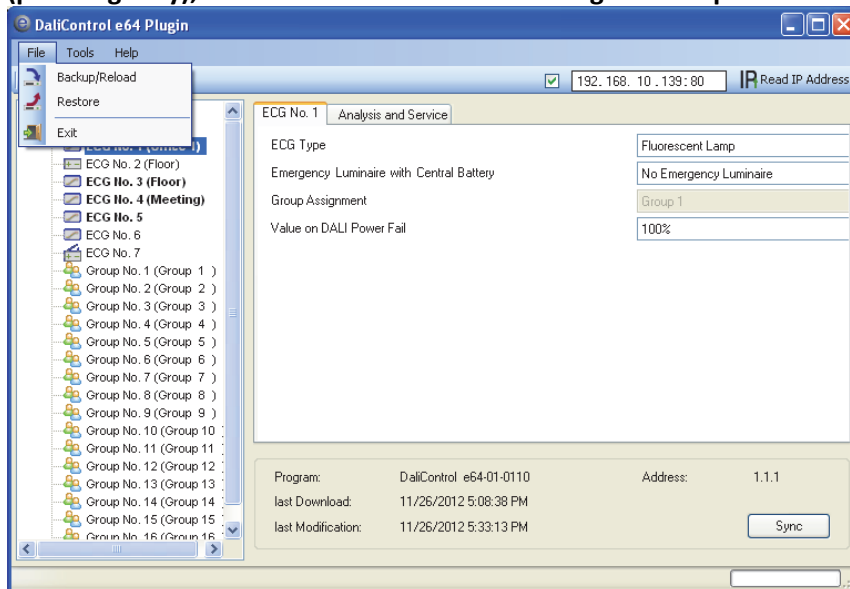 DaliControl e64 Plugin
File Tools Help
Backup/Reload
Restore
Exit
192. 168. 10 .139: 80
Read IP Address
ECG No. 2 (Floor)
ECG No. 3 (Floor)
ECG No. 4 (Meeting)
ECG No. 5
ECG No. 6
ECG No. 7
Group No. 1 (Group 1 )
Group No. 2 (Group 2 )
Group No. 3 (Group 3 )
Group No. 4 (Group 4 )
Group No. 5 (Group 5 )
Group No. 6 (Group 6 )
Group No. 7 (Group 7 )
Group No. 8 (Group 8 )
Group No. 9 (Group 9 )
Group No. 10 (Group 10
Group No. 11 (Group 11
Group No. 12 (Group 12
Group No. 13 (Group 13
Group No. 14 (Group 14
Group No. 15 (Group 15
Group No. 16 (Group 16
ECG No. 1 Analysis and Service
ECG Type Fluorescent Lamp
Emergency Luminaire with Central Battery No Emergency Luminaire
Group Assignment Group 1
Value on DALI Power Fail 100%
Program: DaliControl e64-01-0110 Address: 1.1.1
last Download: 11/26/2012 5:08:38 PM
last Modification: 11/26/2012 5:33:13 PM Sync